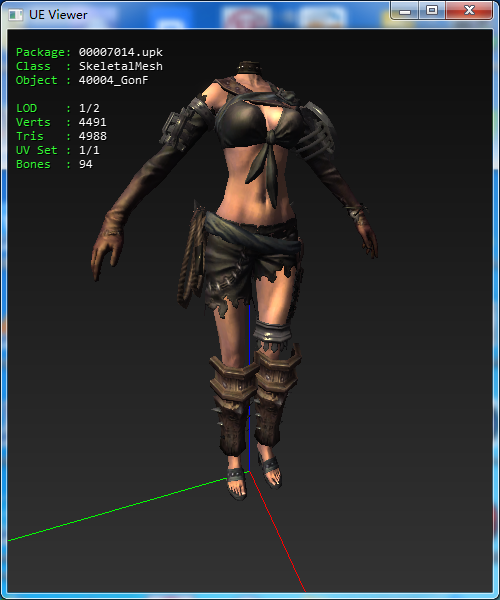 UE Viewer
Package: 00007014.upk
Class : SkeletalMesh
Object : 40004_GonF
LOD : 1/2
Verts : 4491
Tris : 4988
UV Set : 1/1
Bones : 94